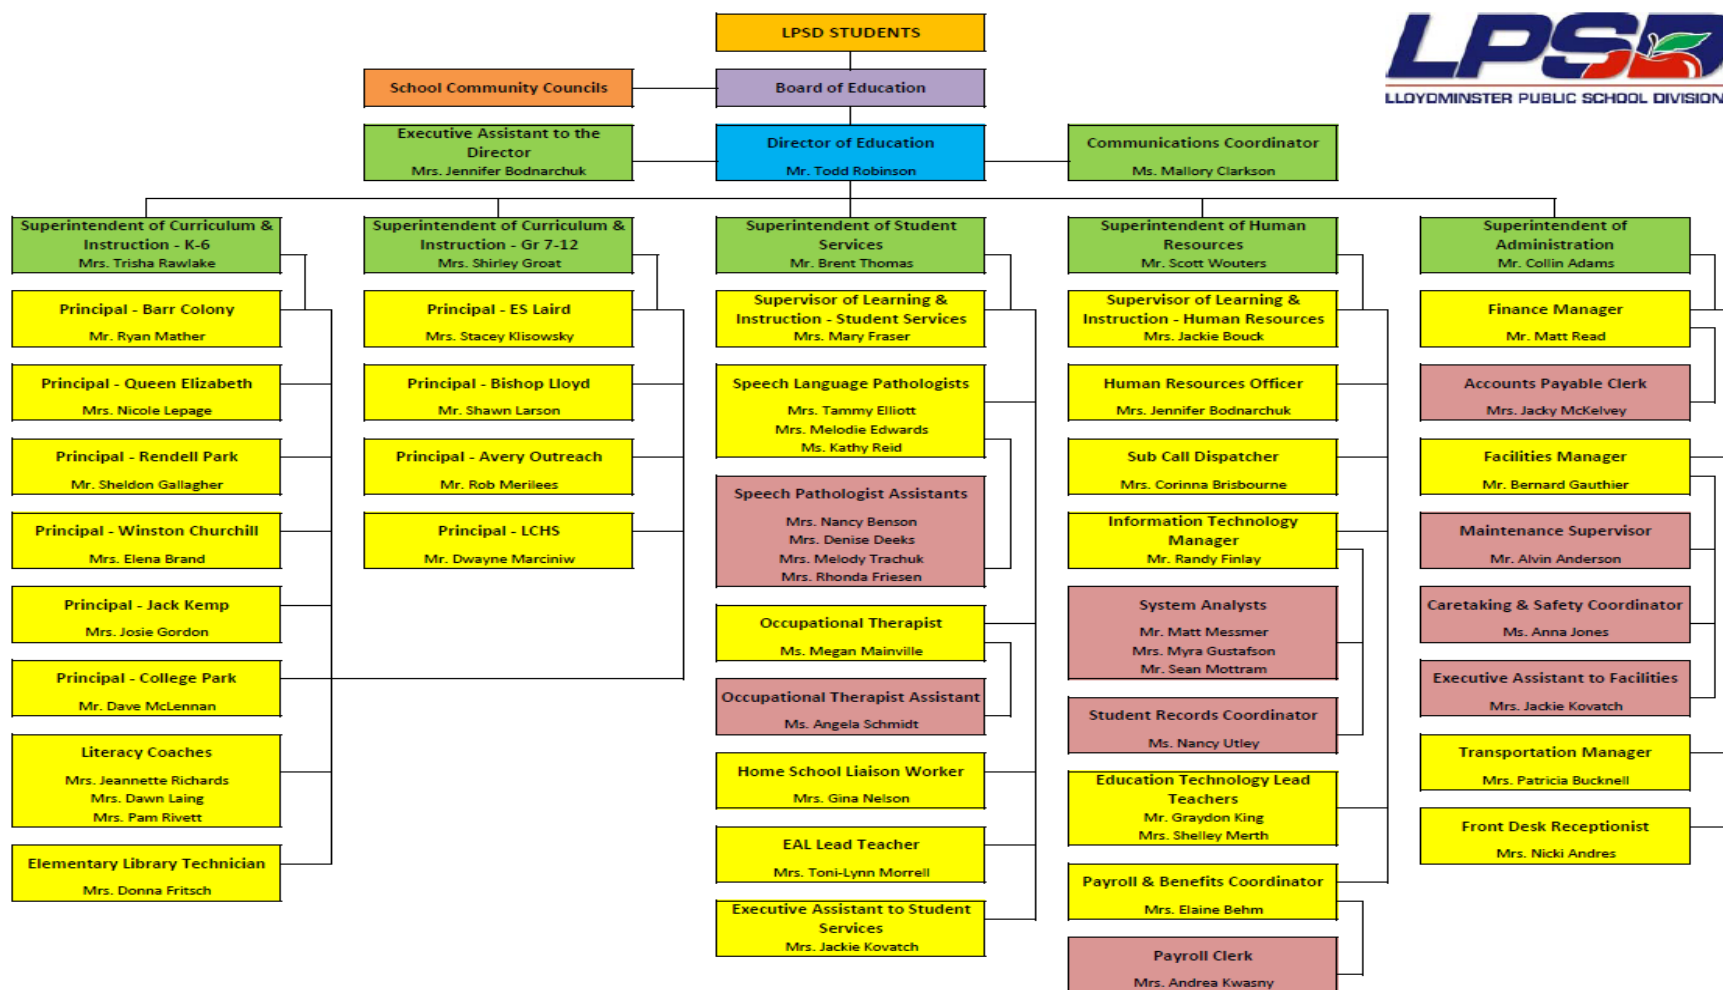 LPSD STUDENTS
LPSD
LLOYDMINSTER PUBLIC SCHOOL DIVISION
School Community Councils
Board of Education
Executive Assistant to the
Director
Mrs. Jennifer Bodnarchuk
Director of Education
Mr. Todd Robinson
Communications Coordinator
Ms. Mallory Clarkson
Superintendent of Curriculum &
Instruction - K-6
Mrs. Trisha Rawlake
Principal - Barr Colony
Mr. Ryan Mather
Principal - Queen Elizabeth
Mrs. Nicole Lepage
Principal - Rendell Park
Mr. Sheldon Gallagher
Principal - Winston Churchill
Mrs. Elena Brand
Principal - Jack Kemp
Mrs. Josie Gordon
Principal - College Park
Mr. Dave McLennan
Literacy Coaches
Mrs. Jeannette Richards
Mrs. Dawn Laing
Mrs. Pam Rivett
Elementary Library Technician
Mrs. Donna Fritsch
Superintendent of Curriculum &
Instruction - Gr 7-12
Mrs. Shirley Groat
Principal - ES Laird
Mrs. Stacey Klisowsky
Principal - Bishop Lloyd
Mr. Shawn Larson
Principal - Avery Outreach
Mr. Rob Merilees
Principal - LCHS
Mr. Dwayne Marciniw
Superintendent of Student
Services
Mr. Brent Thomas
Supervisor of Learning &
Instruction - Student Services
Mrs. Mary Fraser
Speech Language Pathologists
Mrs. Tammy Elliott
Mrs. Melodie Edwards
Ms. Kathy Reid
Speech Pathologist Assistants
Mrs. Nancy Benson
Mrs. Denise Deeks
Mrs. Melody Trachuk
Mrs. Rhonda Friesen
Occupational Therapist
Ms. Megan Mainville
Occupational Therapist Assistant
Ms. Angela Schmidt
Home School Liaison Worker
Mrs. Gina Nelson
EAL Lead Teacher
Mrs. Toni-Lynn Morrell
Executive Assistant to Student
Services
Mrs. Jackie Kovatch
Superintendent of Human
Resources
Mr. Scott Wouters
Supervisor of Learning &
Instruction - Human Resources
Mrs. Jackie Bouck
Human Resources Officer
Mrs. Jennifer Bodnarchuk
Sub Call Dispatcher
Mrs. Corinna Brisbourne
Information Technology
Manager
Mr. Randy Finlay
System Analysts
Mr. Matt Messmer
Mrs. Myra Gustafson
Mr. Sean Mottram
Student Records Coordinator
Ms. Nancy Utley
Education Technology Lead
Teachers
Mr. Graydon King
Mrs. Shelley Merth
Payroll & Benefits Coordinator
Mrs. Elaine Behm
Payroll Clerk
Mrs. Andrea Kwasny
Superintendent of
Administration
Mr. Collin Adams
Finance Manager
Mr. Matt Read
Accounts Payable Clerk
Mrs. Jacky McKelvey
Facilities Manager
Mr. Bernard Gauthier
Maintenance Supervisor
Mr. Alvin Anderson
Caretaking & Safety Coordinator
Ms. Anna Jones
Executive Assistant to Facilities
Mrs. Jackie Kovatch
Transportation Manager
Mrs. Patricia Bucknell
Front Desk Receptionist
Mrs. Nicki Andres